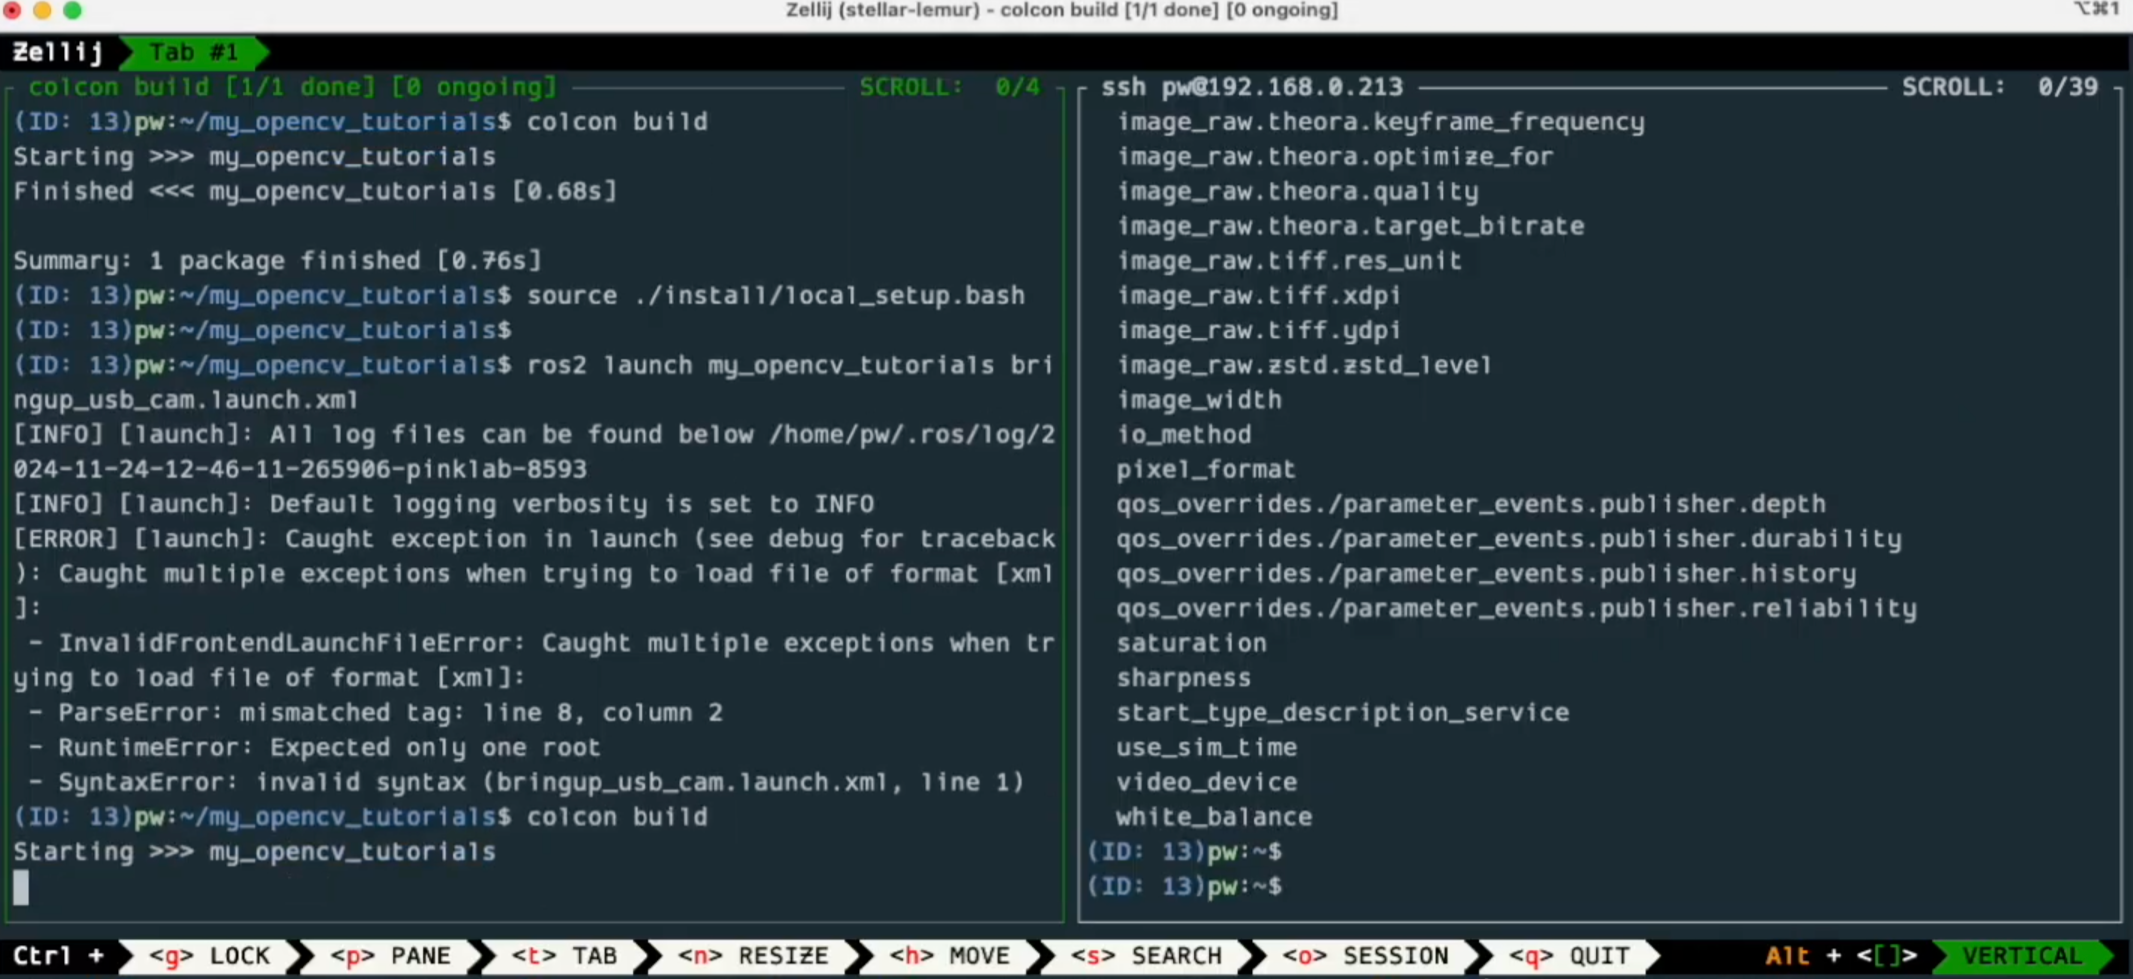 Zellij (stellar-lemur) - colcon build [1/1 done] [0 ongoing]
⌥⌘1
Zellij
Tab #1
colcon build [1/1 done] [0 ongoing]
SCROLL: 0/4
(ID: 13)pw:~/my_opencv_tutorials$ colcon build
Starting >>> my_opencv_tutorials
Finished <<< my_opencv_tutorials [0.68s]
Summary: 1 package finished [0.76s]
(ID: 13)pw:~/my_opencv_tutorials$ source ./install/local_setup.bash
(ID: 13)pw:~/my_opencv_tutorials$
(ID: 13)pw:~/my_opencv_tutorials$ ros2 launch my_opencv_tutorials bri
ngup_usb_cam.launch.xml
[INFO] [launch]: All log files can be found below /home/pw/.ros/log/2
024-11-24-12-46-11-265906-pinklab-8593
[INFO] [launch]: Default logging verbosity is set to INFO
[ERROR] [launch]: Caught exception in launch (see debug for traceback
): Caught multiple exceptions when trying to load file of format [xml
]:
- InvalidFrontendLaunchFileError: Caught multiple exceptions when tr
ying to load file of format [xml]:
- ParseError: mismatched tag: line 8, column 2
- RuntimeError: Expected only one root
- SyntaxError: invalid syntax (bringup_usb_cam.launch.xml, line 1)
(ID: 13)pw:~/my_opencv_tutorials$ colcon build
Starting >>> my_opencv_tutorials
ssh pw@192.168.0.213
SCROLL: 0/39
image_raw.theora.keyframe_frequency
image_raw.theora.optimize_for
image_raw.theora.quality
image_raw.theora.target_bitrate
image_raw.tiff.res_unit
image_raw.tiff.xdpi
image_raw.tiff.ydpi
image_raw.zstd.zstd_level
image_width
io_method
pixel_format
qos_overrides./parameter_events.publisher.depth
qos_overrides./parameter_events.publisher.durability
qos_overrides./parameter_events.publisher.history
qos_overrides./parameter_events.publisher.reliability
saturation
sharpness
start_type_description_service
use_sim_time
video_device
white_balance
(ID: 13)pw:~$
(ID: 13)pw:~$
Ctrl + <g> LOCK <p> PANE <t> TAB <n> RESIZE <h> MOVE <s> SEARCH <o> SESSION <q> QUIT Alt + <[]> VERTICAL